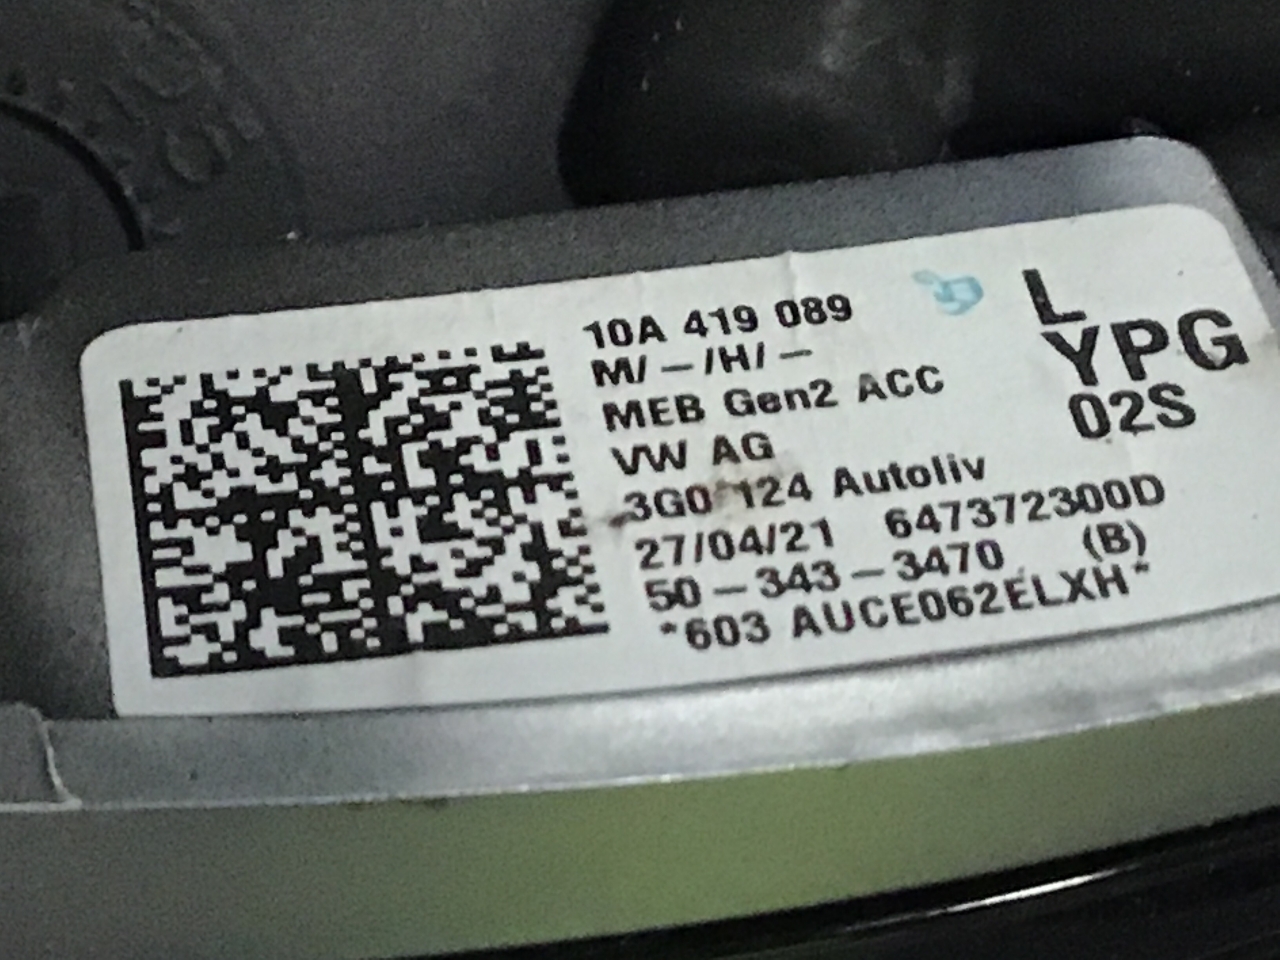 10A 419 089
M/-/H/-
MEB Gen2 ACC
VW AG
3G0 124 Autoliv
27/04/21 647372300D
50-343-3470 (B)
*603 AUCE062ELXH*
L
YPG
02S